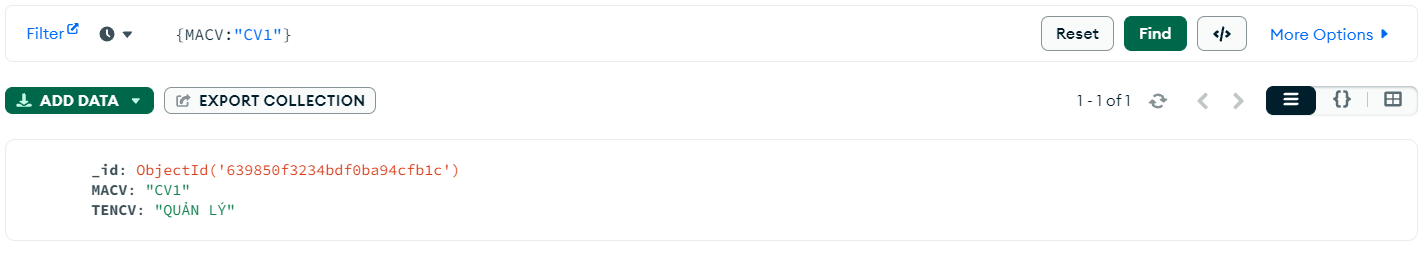 Filter {MACV:"CV1"} Reset Find </> More Options
ADD DATA EXPORT COLLECTION 1 - 1 of 1 {}
_id: ObjectId('639850f3234bdf0ba94cfb1c')
MACV: "CV1"
TENCV: "QUẢN LÝ"